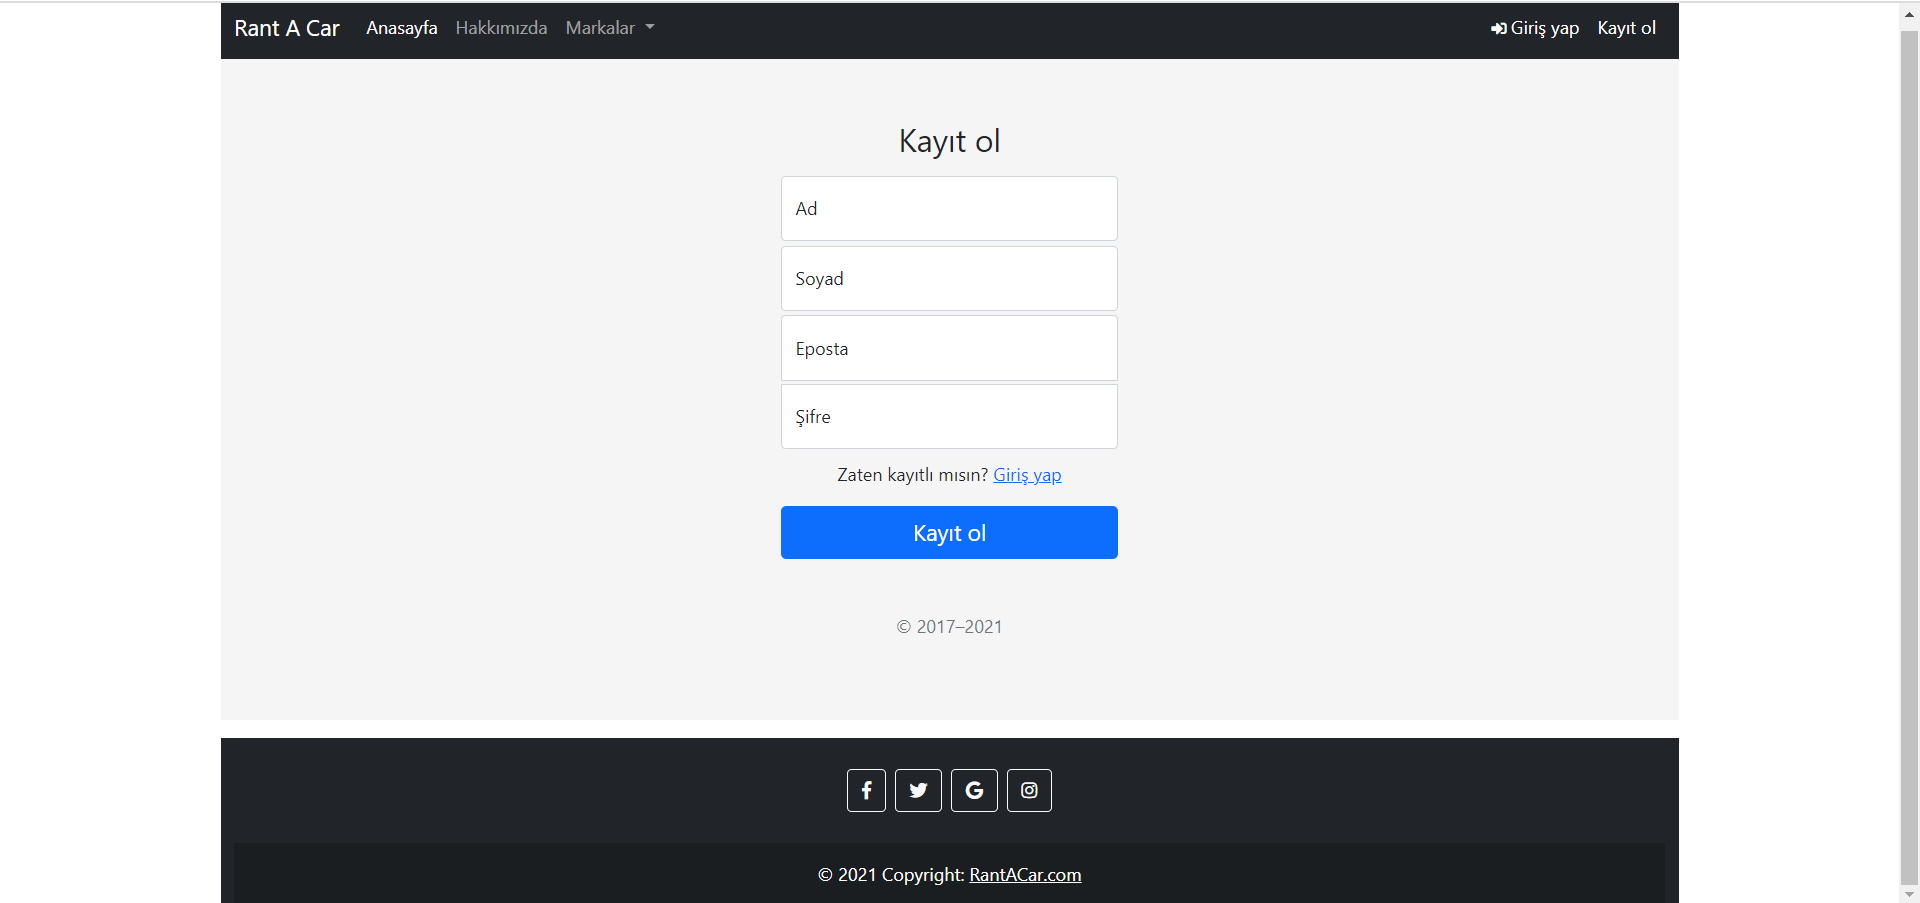 Rant A Car Anasayfa Hakkımızda Markalar Giriş yap Kayıt ol
Kayıt ol
Ad
Soyad
Eposta
Şifre
Zaten kayıtlı mısın? Giriş yap
Kayıt ol
© 2017–2021
© 2021 Copyright: RantACar.com